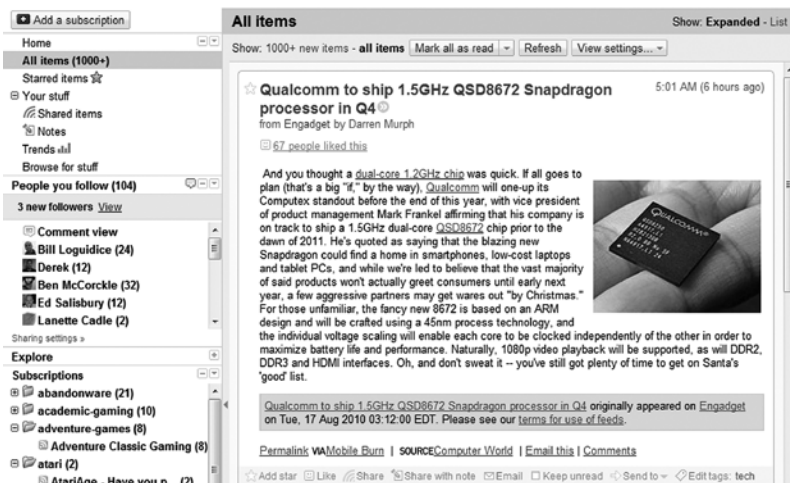 Add a subscription
Home
All items (1000+)
Starred items
Your stuff
Shared items
Notes
Trends
Browse for stuff
People you follow (104)
3 new followers View
Comment view
Bill Loguidice (24)
Derek (12)
Ben McCorckle (32)
Ed Salisbury (12)
Lanette Cadle (2)
Sharing settings »
Explore
Subscriptions
abandonware (21)
academic-gaming (10)
adventure-games (8)
Adventure Classic Gaming (8)
atari (2)
AtariAge - Have you p... (2)
All items
Show: Expanded - List
Show: 1000+ new items - all items Mark all as read Refresh View settings...
Qualcomm to ship 1.5GHz QSD8672 Snapdragon
processor in Q4
5:01 AM (6 hours ago)
from Engadget by Darren Murph
67 people liked this
And you thought a dual-core 1.2GHz chip was quick. If all goes to
plan (that's a big "if," by the way), Qualcomm will one-up its
Computex standout before the end of this year, with vice president
of product management Mark Frankel affirming that his company is
on track to ship a 1.5GHz dual-core QSD8672 chip prior to the
dawn of 2011. He's quoted as saying that the blazing new
Snapdragon could find a home in smartphones, low-cost laptops
and tablet PCs, and while we're led to believe that the vast majority
of said products won't actually greet consumers until early next
year, a few aggressive partners may get wares out "by Christmas."
For those unfamiliar, the fancy new 8672 is based on an ARM
design and will be crafted using a 45nm process technology, and
the individual voltage scaling will enable each core to be clocked independently of the other in order to
maximize battery life and performance. Naturally, 1080p video playback will be supported, as will DDR2,
DDR3 and HDMI interfaces. Oh, and don't sweat it -- you've still got plenty of time to get on Santa's
'good' list.
QUALCOMM
Qualcomm to ship 1.5GHz QSD8672 Snapdragon processor in Q4 originally appeared on Engadget
on Tue, 17 Aug 2010 03:12:00 EDT. Please see our terms for use of feeds.
Permalink VIA Mobile Burn | SOURCE Computer World | Email this | Comments
Add star Like Share Share with note Email Keep unread Send to Edit tags: tech